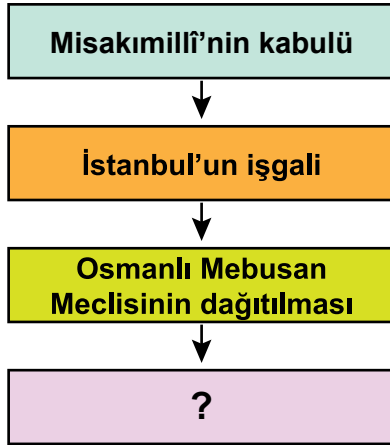 Misakımillî’nin kabulü
İstanbul’un işgali
Osmanlı Mebusan
Meclisinin dağıtılması
?